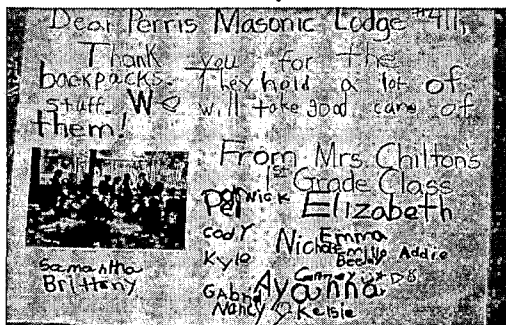 Dear Perris Masonic Lodge #411,
Thank you for the
backpacks. They hold a lot of
stuff. We will take good care of
them!
From Mrs. Chilton's
1st Grade Class
Nick Elizabeth
Cody Emma
Kyle Addie
Samantha
Brittany Ayanna
Nancy Kelsie